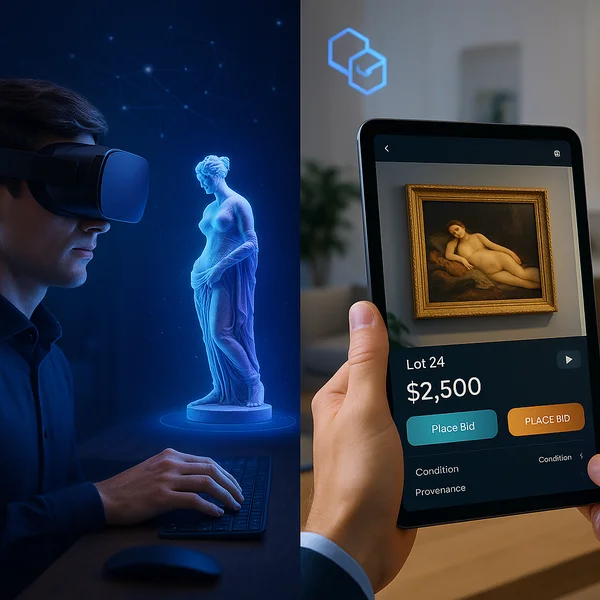 Lot 24
$2,500
Place Bid
PLACE BID
Condition
Condition
Provenance